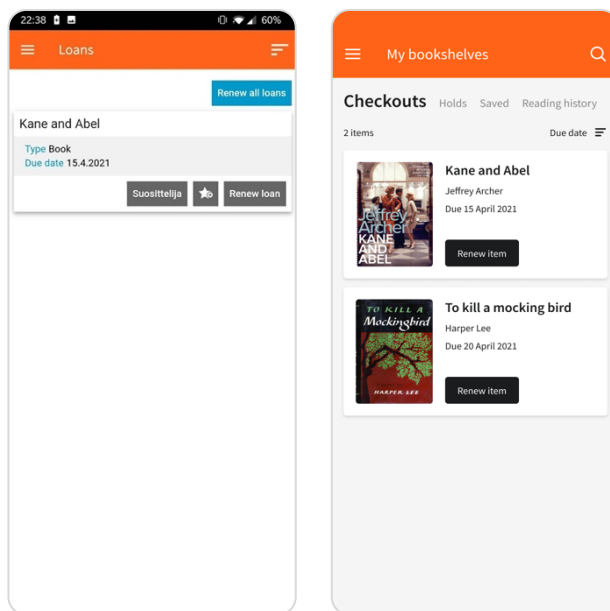 22:38
60%
Loans
Renew all loans
Kane and Abel
Type Book
Due date 15.4.2021
Suosittelija
Renew loan
My bookshelves
Checkouts Holds Saved Reading history
2 items
Due date
Jeffrey
Archer
KANE
AND
ABEL
Kane and Abel
Jeffrey Archer
Due 15 April 2021
Renew item
TO KILL A
Mockingbird
HARPER LEE
To kill a mocking bird
Harper Lee
Due 20 April 2021
Renew item